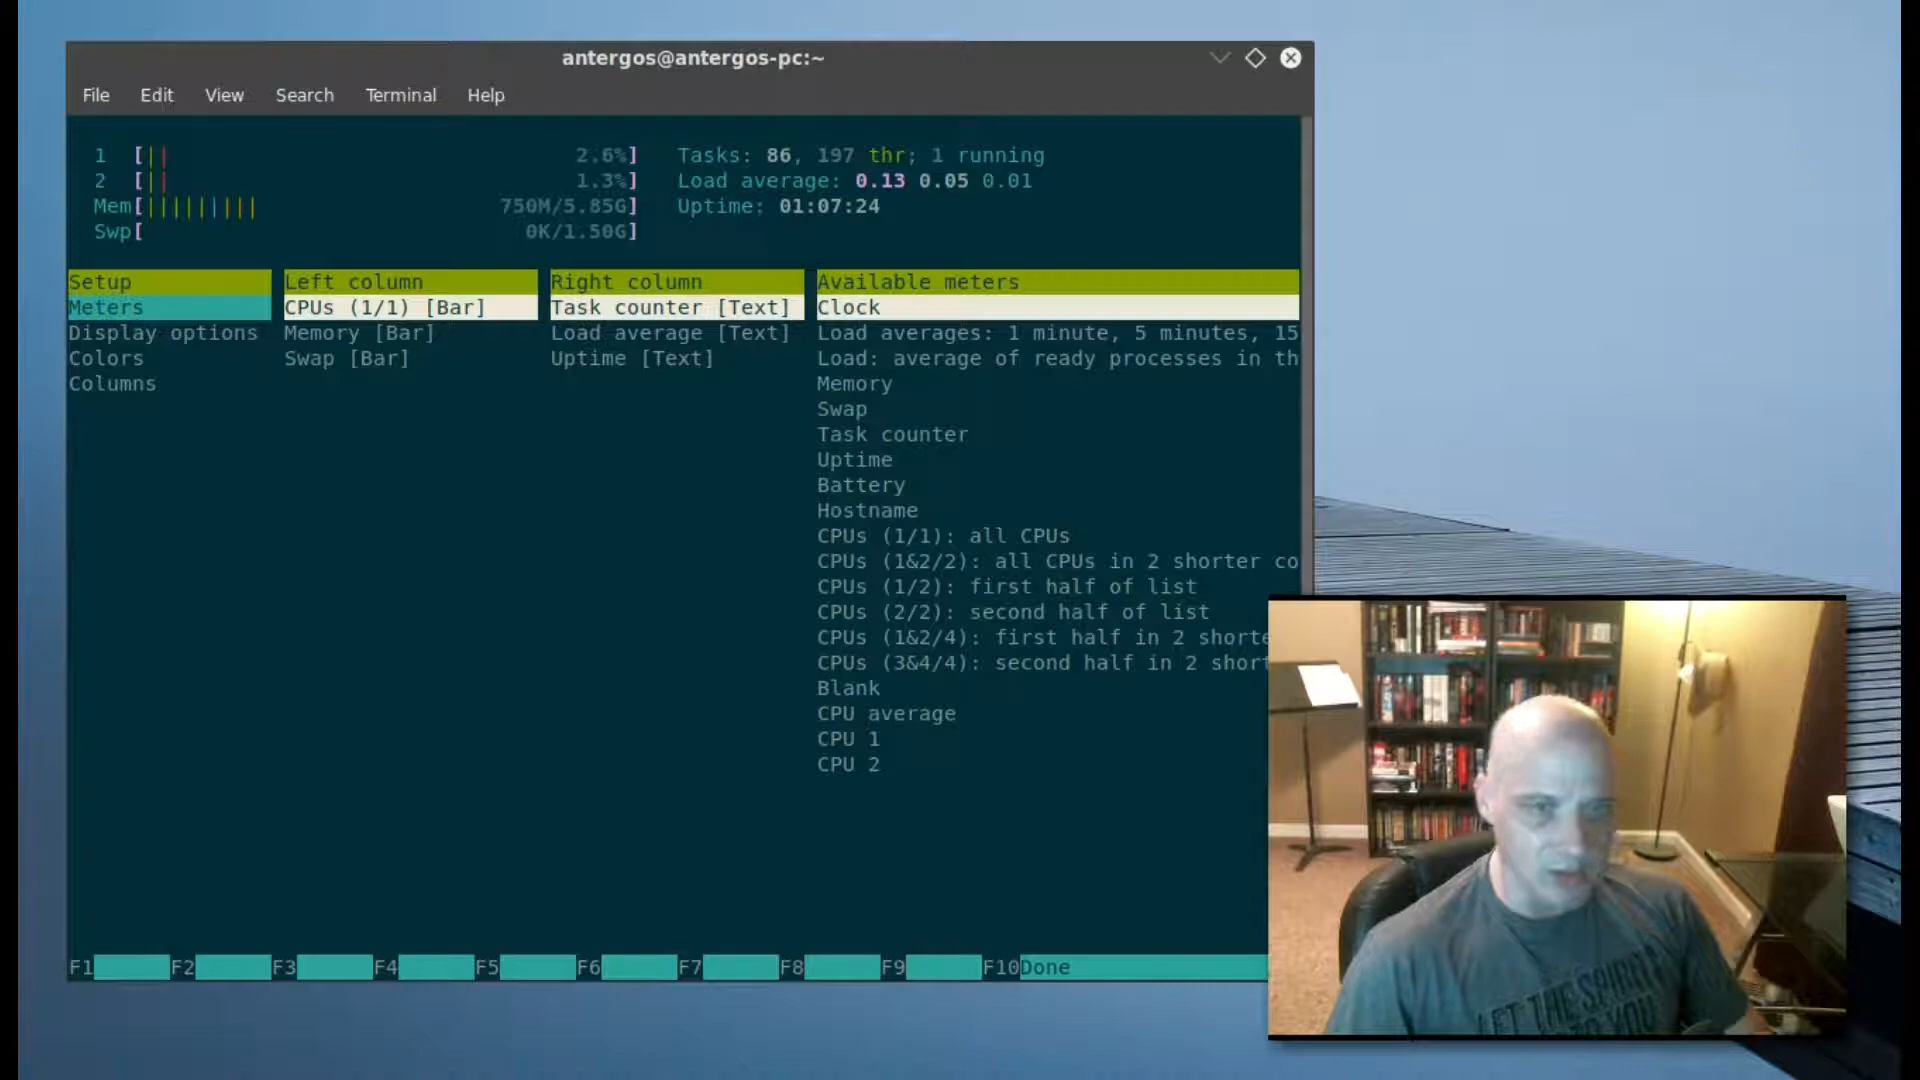 antergos@antergos-pc:~
File Edit View Search Terminal Help
1 [|| 2.6%] Tasks: 86, 197 thr; 1 running
2 [|| 1.3%] Load average: 0.13 0.05 0.01
Mem[||||||||| 750M/5.85G] Uptime: 01:07:24
Swp[ 0K/1.50G]
Setup Left column Right column Available meters
Meters CPUs (1/1) [Bar] Task counter [Text] Clock
Display options Memory [Bar] Load average [Text] Load averages: 1 minute, 5 minutes, 15
Colors Swap [Bar] Uptime [Text] Load: average of ready processes in th
Columns Memory
Swap
Task counter
Uptime
Battery
Hostname
CPUs (1/1): all CPUs
CPUs (1&2/2): all CPUs in 2 shorter co
CPUs (1/2): first half of list
CPUs (2/2): second half of list
CPUs (1&2/4): first half in 2 shorte
CPUs (3&4/4): second half in 2 short
Blank
CPU average
CPU 1
CPU 2
F1 F2 F3 F4 F5 F6 F7 F8 F9 F10Done
LET THE SPIRIT
TO YOU